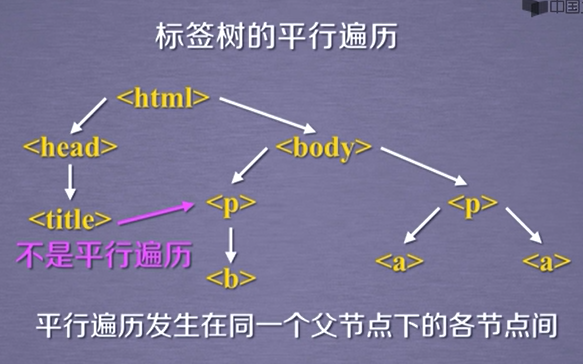 中国
标签树的平行遍历
<html>
<head> <body>
<title> <p> <p>
不是平行遍历
<b> <a> <a>
平行遍历发生在同一个父节点下的各节点间